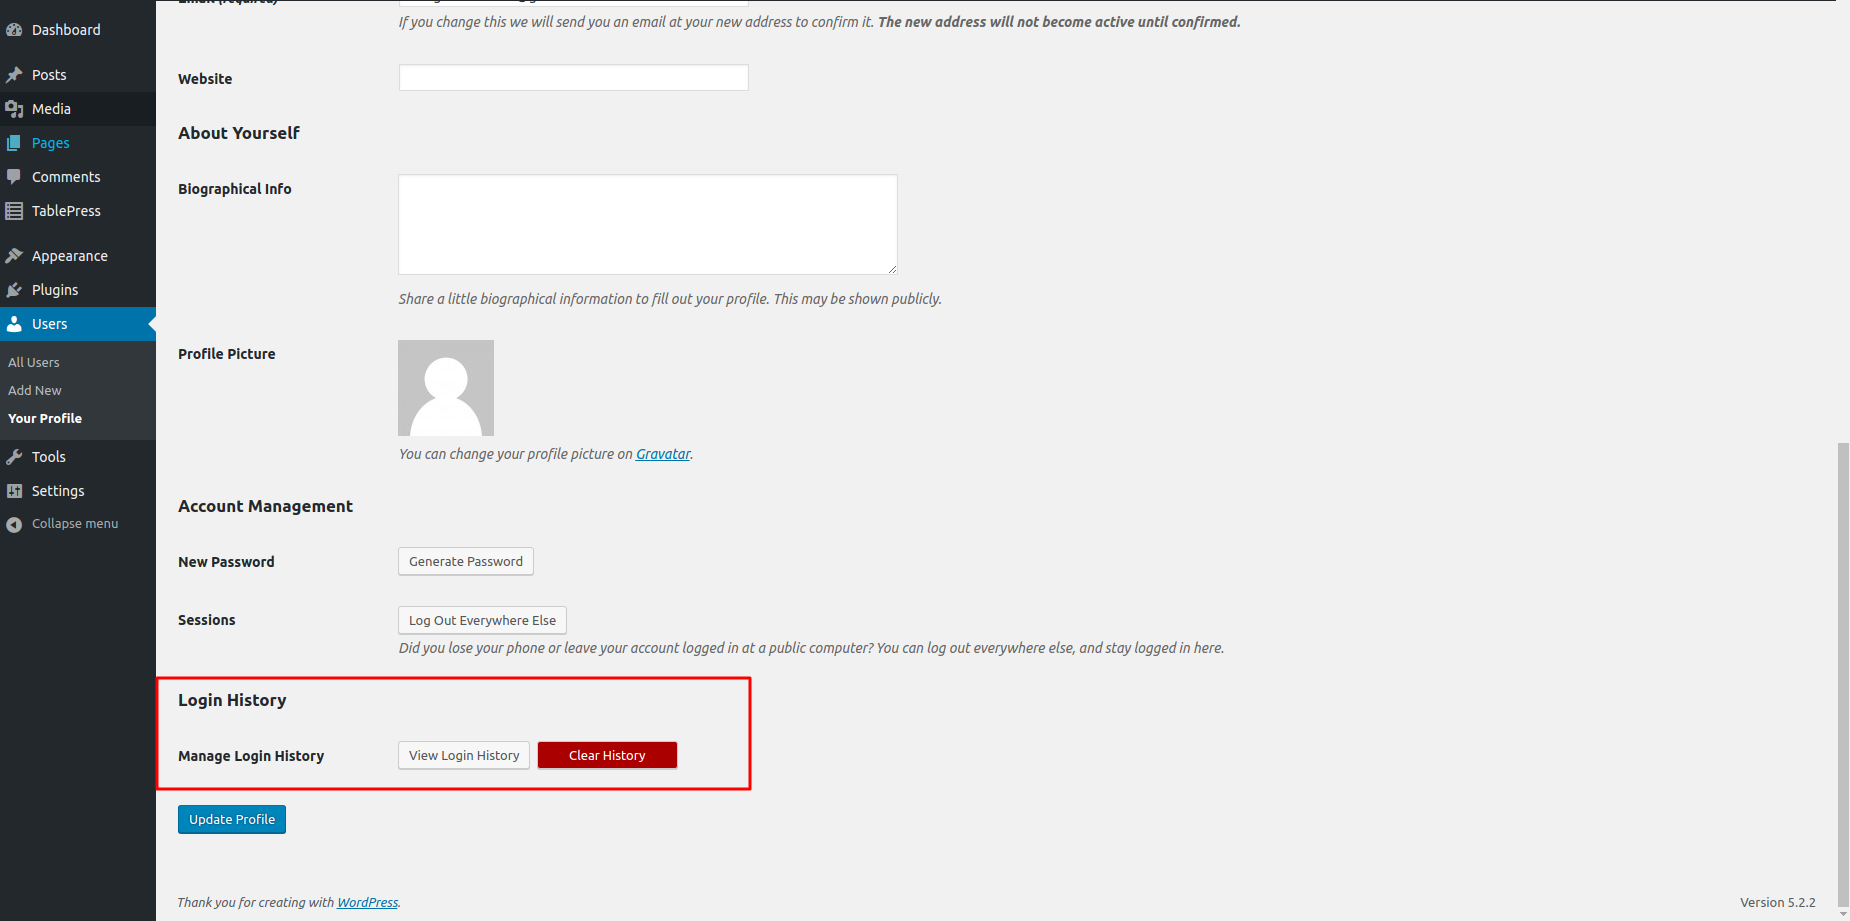 Dashboard
Posts
Media
Pages
Comments
TablePress
Appearance
Plugins
Users
All Users
Add New
Your Profile
Tools
Settings
Collapse menu
If you change this we will send you an email at your new address to confirm it. The new address will not become active until confirmed.
Website
About Yourself
Biographical Info
Share a little biographical information to fill out your profile. This may be shown publicly.
Profile Picture
You can change your profile picture on Gravatar.
Account Management
New Password
Generate Password
Sessions
Log Out Everywhere Else
Did you lose your phone or leave your account logged in at a public computer? You can log out everywhere else, and stay logged in here.
Login History
Manage Login History
View Login History
Clear History
Update Profile
Thank you for creating with WordPress.
Version 5.2.2